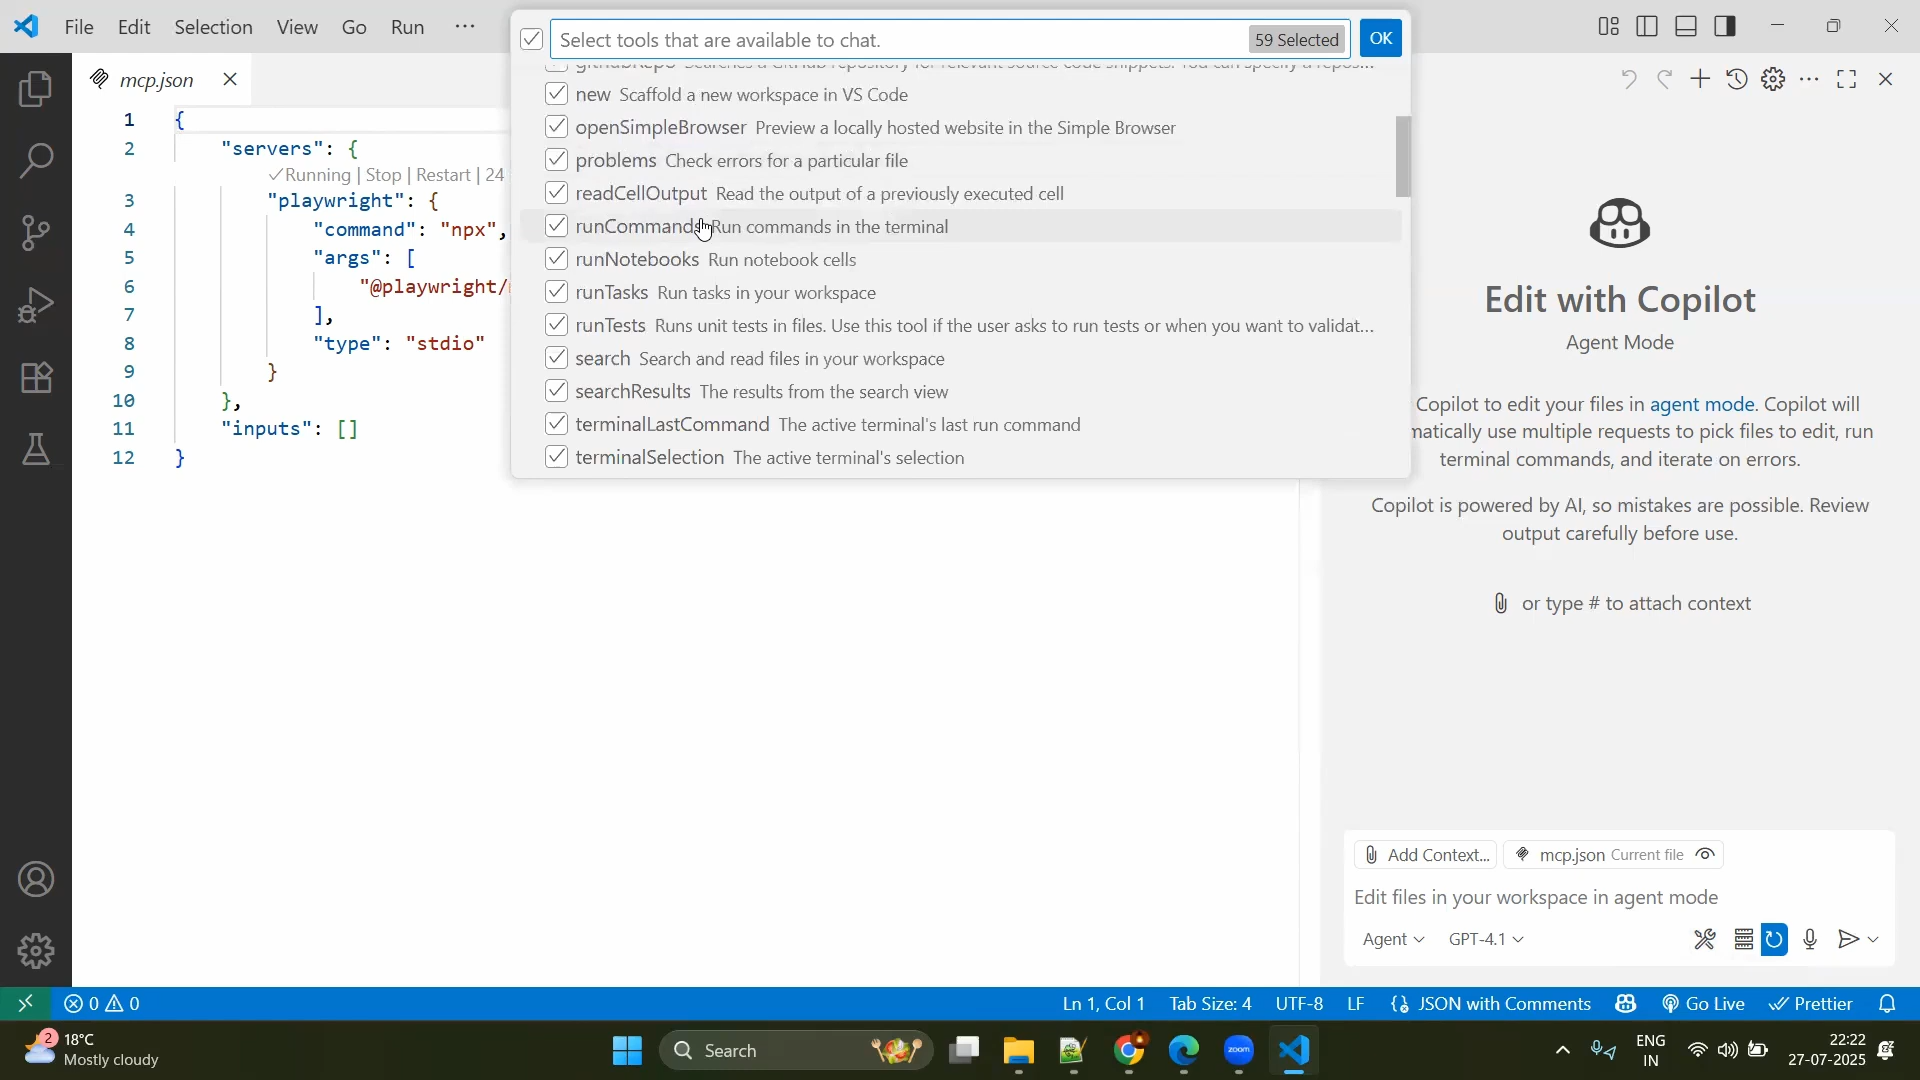 File Edit Selection View Go Run ...
Select tools that are available to chat.
59 Selected
OK
mcp.json
new Scaffold a new workspace in VS Code
openSimpleBrowser Preview a locally hosted website in the Simple Browser
problems Check errors for a particular file
readCellOutput Read the output of a previously executed cell
runCommands Run commands in the terminal
runNotebooks Run notebook cells
runTasks Run tasks in your workspace
runTests Runs unit tests in files. Use this tool if the user asks to run tests or when you want to validat...
search Search and read files in your workspace
searchResults The results from the search view
terminalLastCommand The active terminal's last run command
terminalSelection The active terminal's selection
1 {
2 "servers": {
✓Running | Stop | Restart | 24
3 "playwright": {
4 "command": "npx",
5 "args": [
6 "@playwright/
7 ],
8 "type": "stdio"
9 }
10 },
11 "inputs": []
12 }
Edit with Copilot
Agent Mode
Copilot to edit your files in agent mode. Copilot will
matically use multiple requests to pick files to edit, run
terminal commands, and iterate on errors.
Copilot is powered by AI, so mistakes are possible. Review
output carefully before use.
or type # to attach context
Add Context...
mcp.json Current file
Edit files in your workspace in agent mode
Agent
GPT-4.1
0 0
Ln 1, Col 1
Tab Size: 4
UTF-8
LF
{} JSON with Comments
Go Live
Prettier
2
18°C
Mostly cloudy
Search
zoom
ENG
IN
22:22
27-07-2025